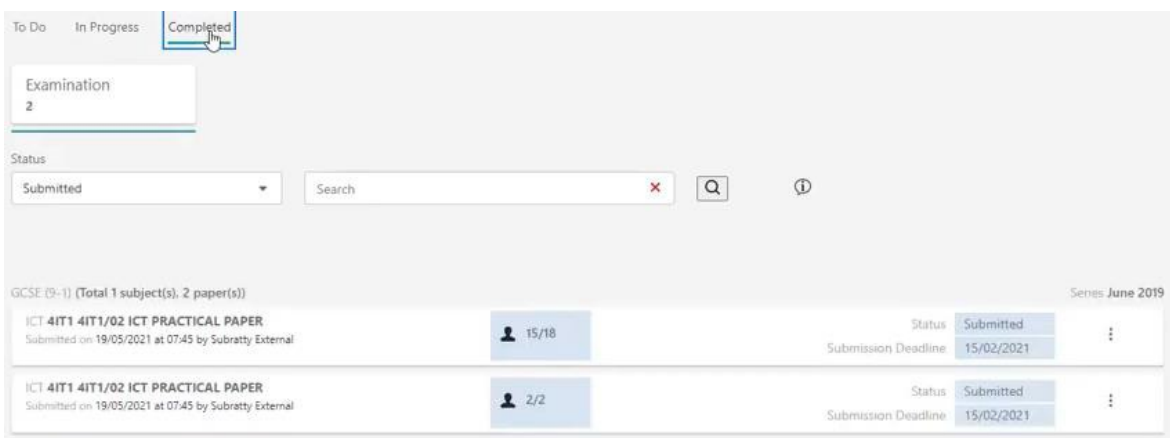 To Do In Progress Completed
Examination
2
Status
Submitted Search
GCSE (9-1) (Total 1 subject(s), 2 paper(s)) Series June 2019
ICT 4IT1 4IT1/02 ICT PRACTICAL PAPER
Submitted on 19/05/2021 at 07:45 by Subratty External
15/18
Status Submitted
Submission Deadline 15/02/2021
ICT 4IT1 4IT1/02 ICT PRACTICAL PAPER
Submitted on 19/05/2021 at 07:45 by Subratty External
2/2
Status Submitted
Submission Deadline 15/02/2021